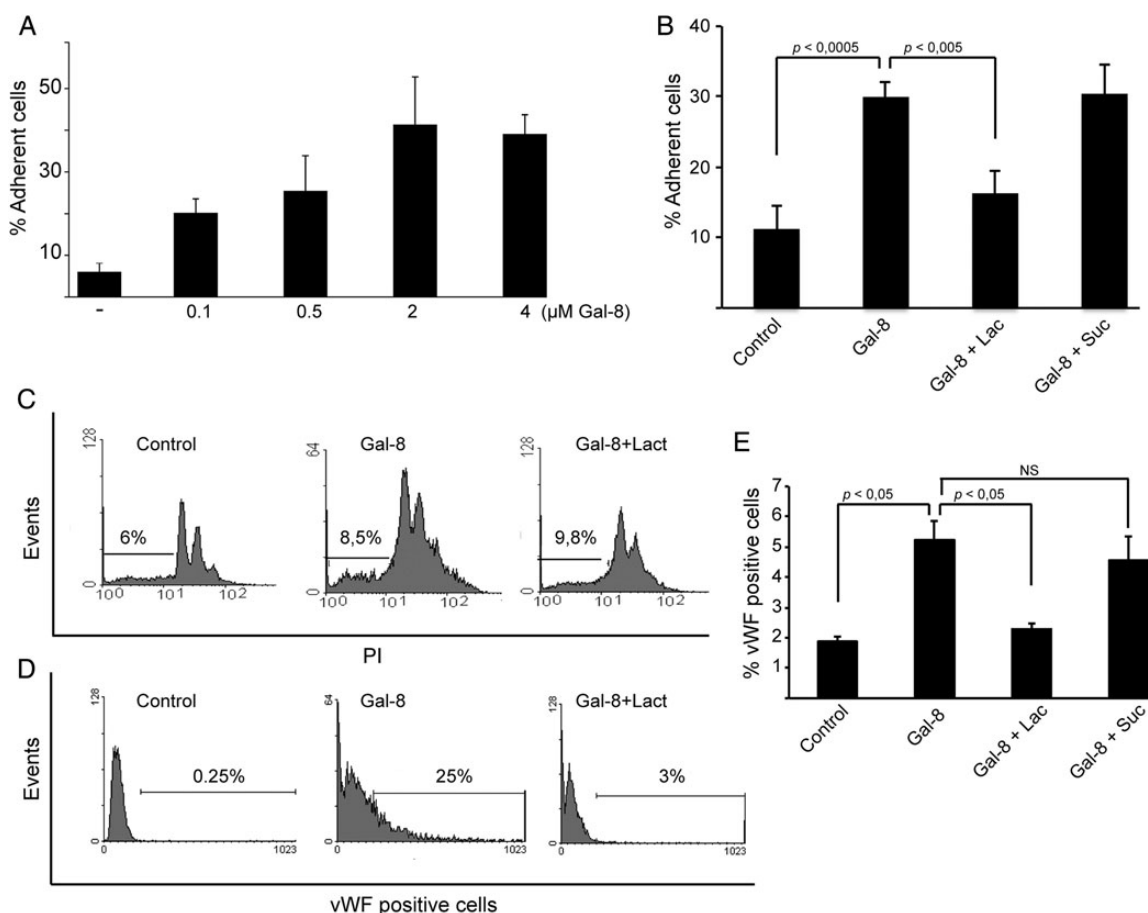 A
% Adherent cells
50
30
10
-
0.1
0.5
2
4
(µM Gal-8)
B
% Adherent cells
40
30
20
10
p < 0,0005
p < 0,005
Control
Gal-8
Gal-8 + Lac
Gal-8 + Suc
C
Events
Control
128
0
6%
10⁰
10¹
10²
Gal-8
64
0
8,5%
10⁰
10¹
10²
Gal-8+Lact
128
0
9,8%
10⁰
10¹
10²
PI
D
Events
Control
128
0
0.25%
0
1023
Gal-8
64
0
25%
0
1023
Gal-8+Lact
128
0
3%
0
1023
vWF positive cells
E
% vWF positive cells
7
6
5
4
3
2
1
p < 0,05
p < 0,05
NS
Control
Gal-8
Gal-8 + Lac
Gal-8 + Suc